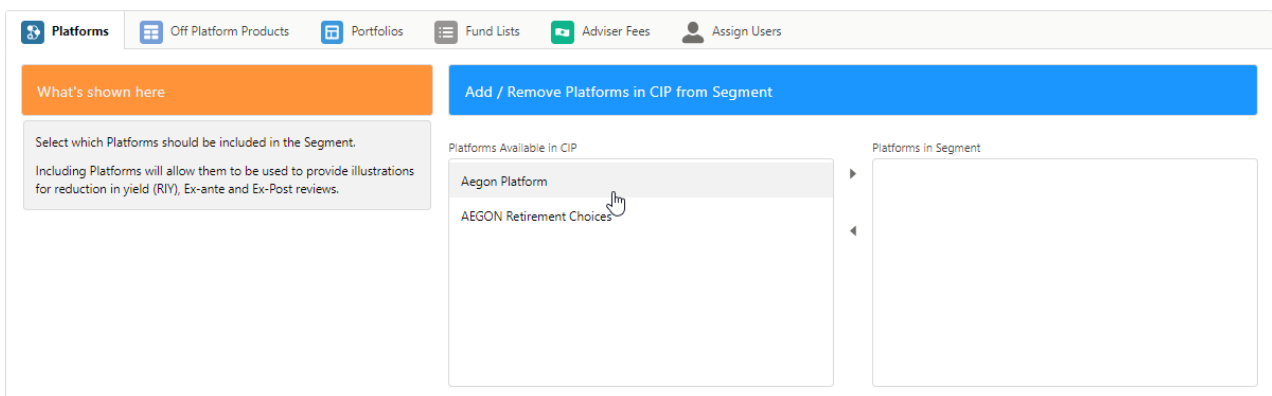 Platforms
Off Platform Products
Portfolios
Fund Lists
Adviser Fees
Assign Users
What's shown here
Select which Platforms should be included in the Segment.
Including Platforms will allow them to be used to provide illustrations
for reduction in yield (RIY), Ex-ante and Ex-Post reviews.
Add / Remove Platforms in CIP from Segment
Platforms Available in CIP
Aegon Platform
AEGON Retirement Choices
Platforms in Segment